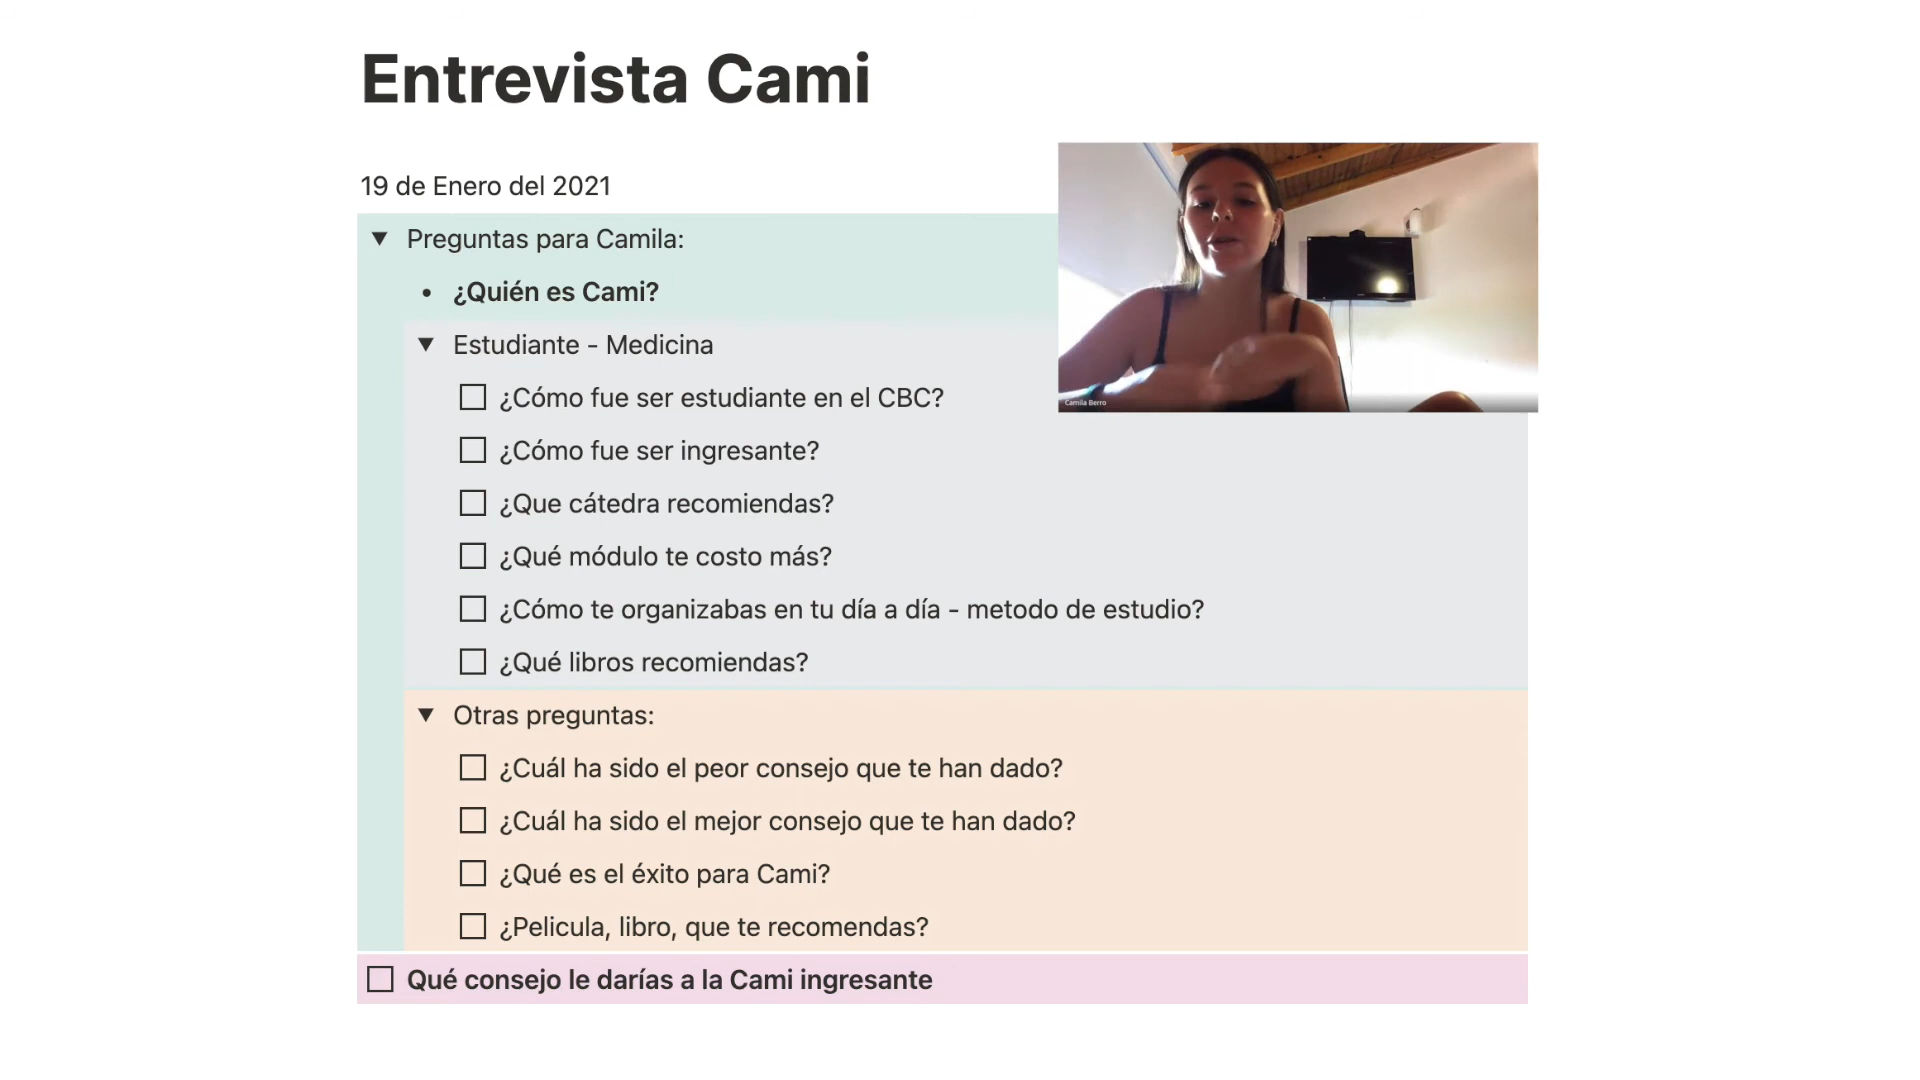 Entrevista Cami
19 de Enero del 2021
Preguntas para Camila:
¿Quién es Cami?
Estudiante - Medicina
¿Cómo fue ser estudiante en el CBC?
¿Cómo fue ser ingresante?
¿Que cátedra recomiendas?
¿Qué módulo te costo más?
¿Cómo te organizabas en tu día a día - metodo de estudio?
¿Qué libros recomiendas?
Otras preguntas:
¿Cuál ha sido el peor consejo que te han dado?
¿Cuál ha sido el mejor consejo que te han dado?
¿Qué es el éxito para Cami?
¿Pelicula, libro, que te recomendas?
Qué consejo le darías a la Cami ingresante
Camila Berro